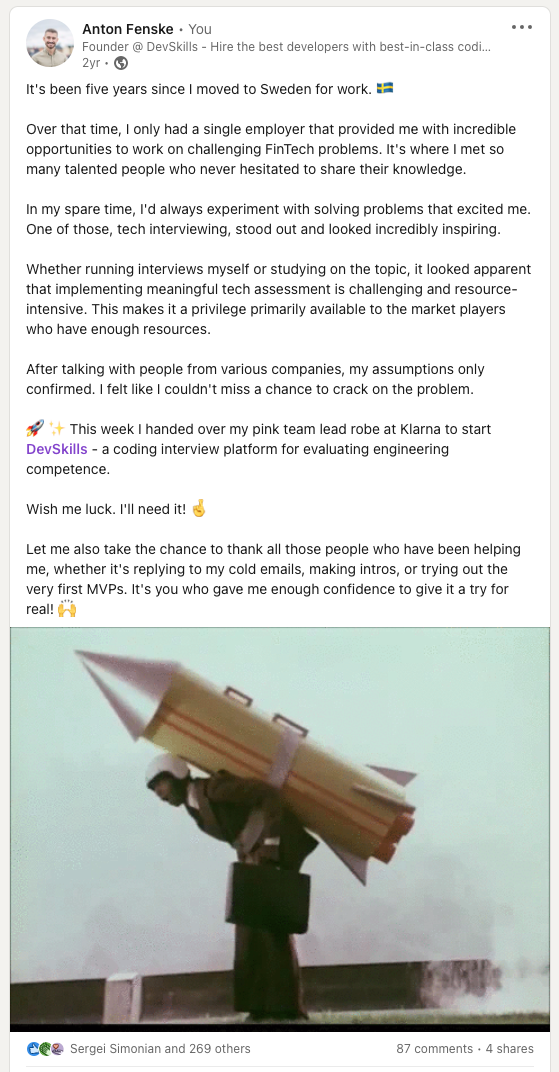 Anton Fenske • You
Founder @ DevSkills - Hire the best developers with best-in-class codi...
2yr •
It's been five years since I moved to Sweden for work. 🇸🇪
Over that time, I only had a single employer that provided me with incredible
opportunities to work on challenging FinTech problems. It's where I met so
many talented people who never hesitated to share their knowledge.
In my spare time, I'd always experiment with solving problems that excited me.
One of those, tech interviewing, stood out and looked incredibly inspiring.
Whether running interviews myself or studying on the topic, it looked apparent
that implementing meaningful tech assessment is challenging and resource-
intensive. This makes it a privilege primarily available to the market players
who have enough resources.
After talking with people from various companies, my assumptions only
confirmed. I felt like I couldn't miss a chance to crack on the problem.
🚀 ✨ This week I handed over my pink team lead robe at Klarna to start
DevSkills - a coding interview platform for evaluating engineering
competence.
Wish me luck. I'll need it! 🤞
Let me also take the chance to thank all those people who have been helping
me, whether it's replying to my cold emails, making intros, or trying out the
very first MVPs. It's you who gave me enough confidence to give it a try for
real! 🙌
Sergei Simonian and 269 others
87 comments • 4 shares